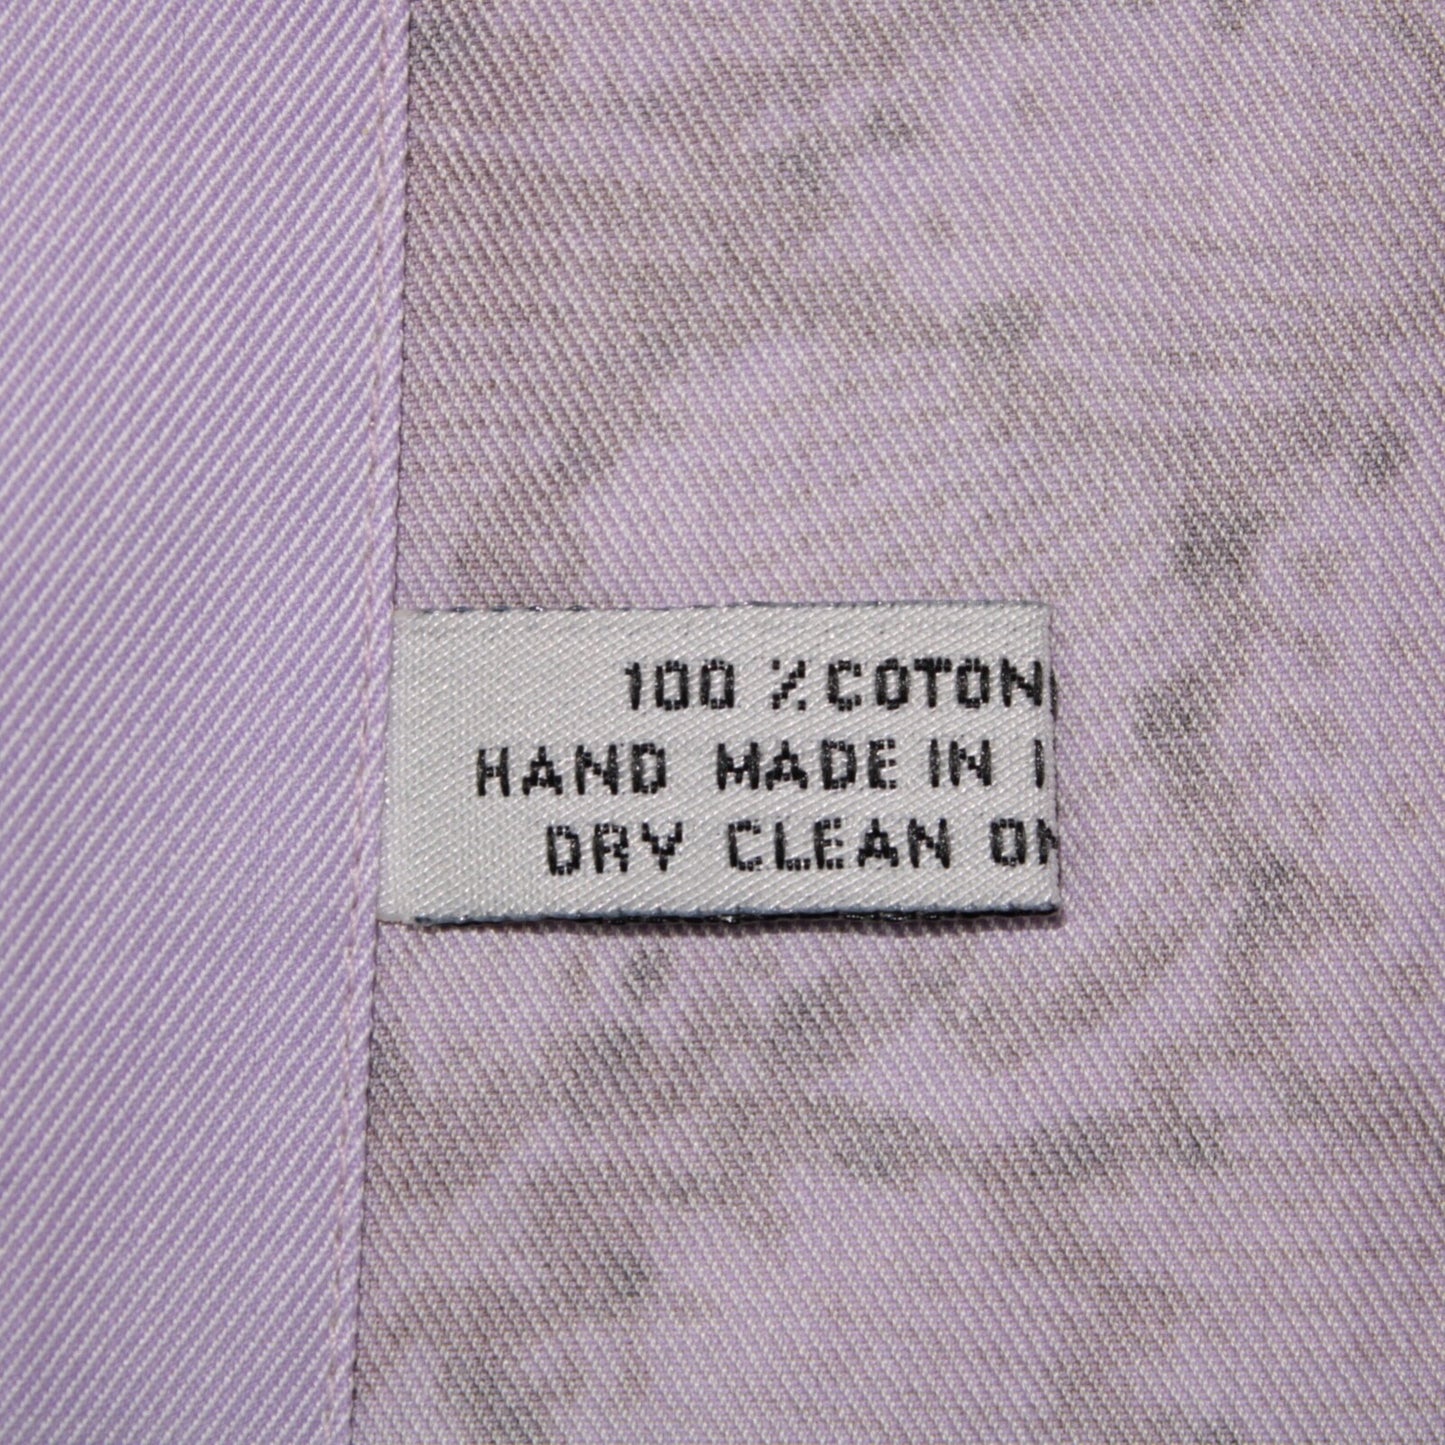 100 % COTON
HAND MADE IN
DRY CLEAN